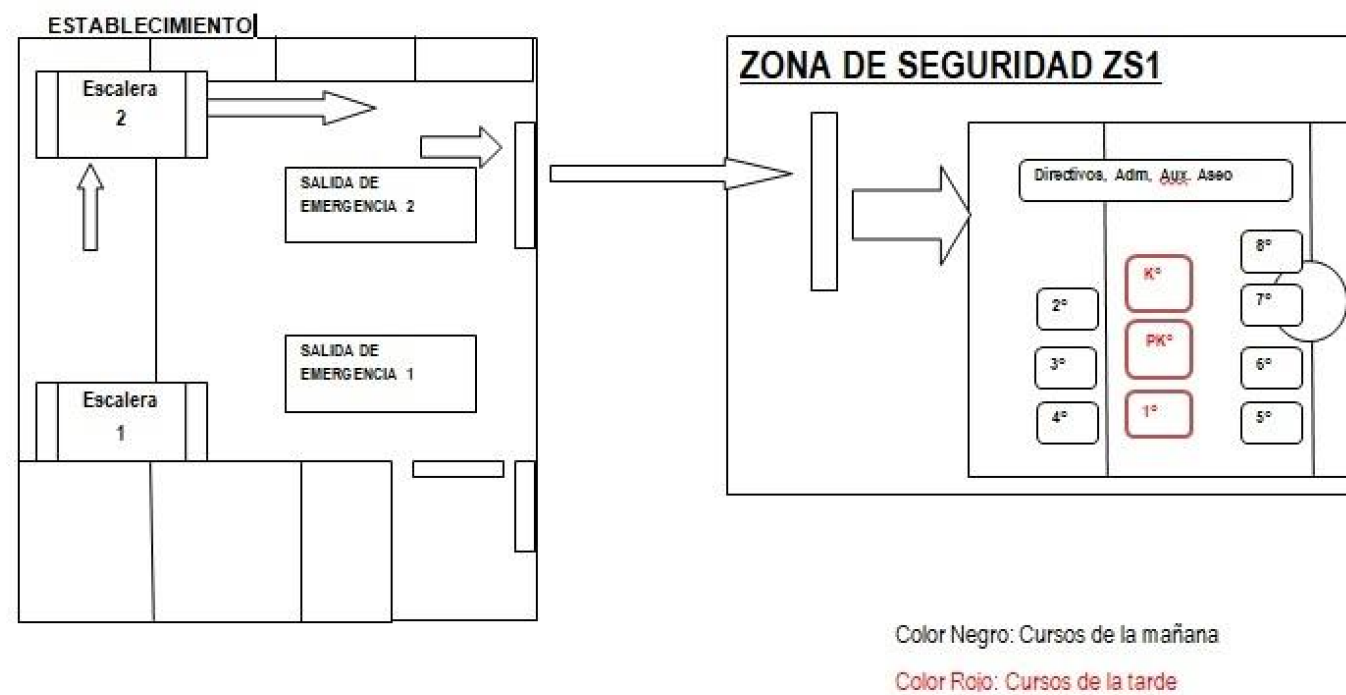 ESTABLECIMIENTO
Escalera
2
SALIDA DE
EMERGENCIA 2
SALIDA DE
EMERGENCIA 1
Escalera
1
ZONA DE SEGURIDAD ZS1
Directivos, Adm, Aux. Aseo
2°
3°
4°
K°
PK°
1°
8°
7°
6°
5°
Color Negro: Cursos de la mañana
Color Rojo: Cursos de la tarde